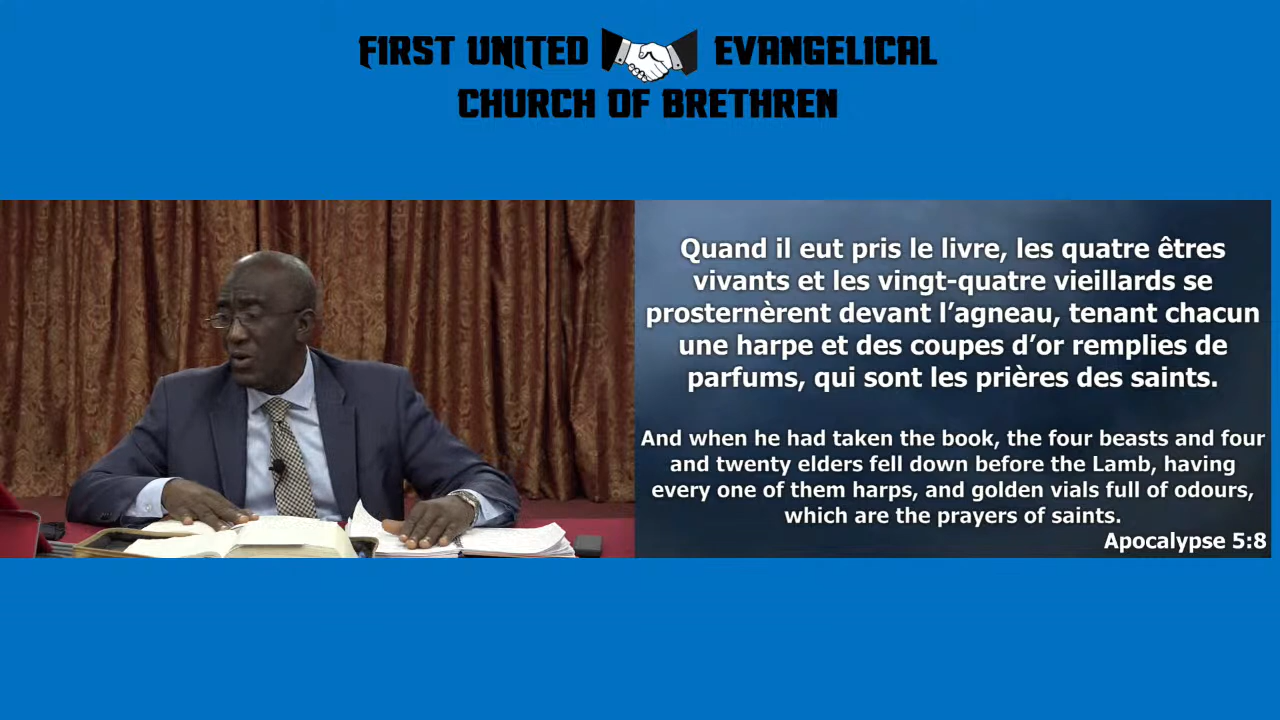 FIRST UNITED EVANGELICAL
CHURCH OF BRETHREN
Quand il eut pris le livre, les quatre êtres
vivants et les vingt-quatre vieillards se
prosternèrent devant l’agneau, tenant chacun
une harpe et des coupes d’or remplies de
parfums, qui sont les prières des saints.
And when he had taken the book, the four beasts and four
and twenty elders fell down before the Lamb, having
every one of them harps, and golden vials full of odours,
which are the prayers of saints.
Apocalypse 5:8